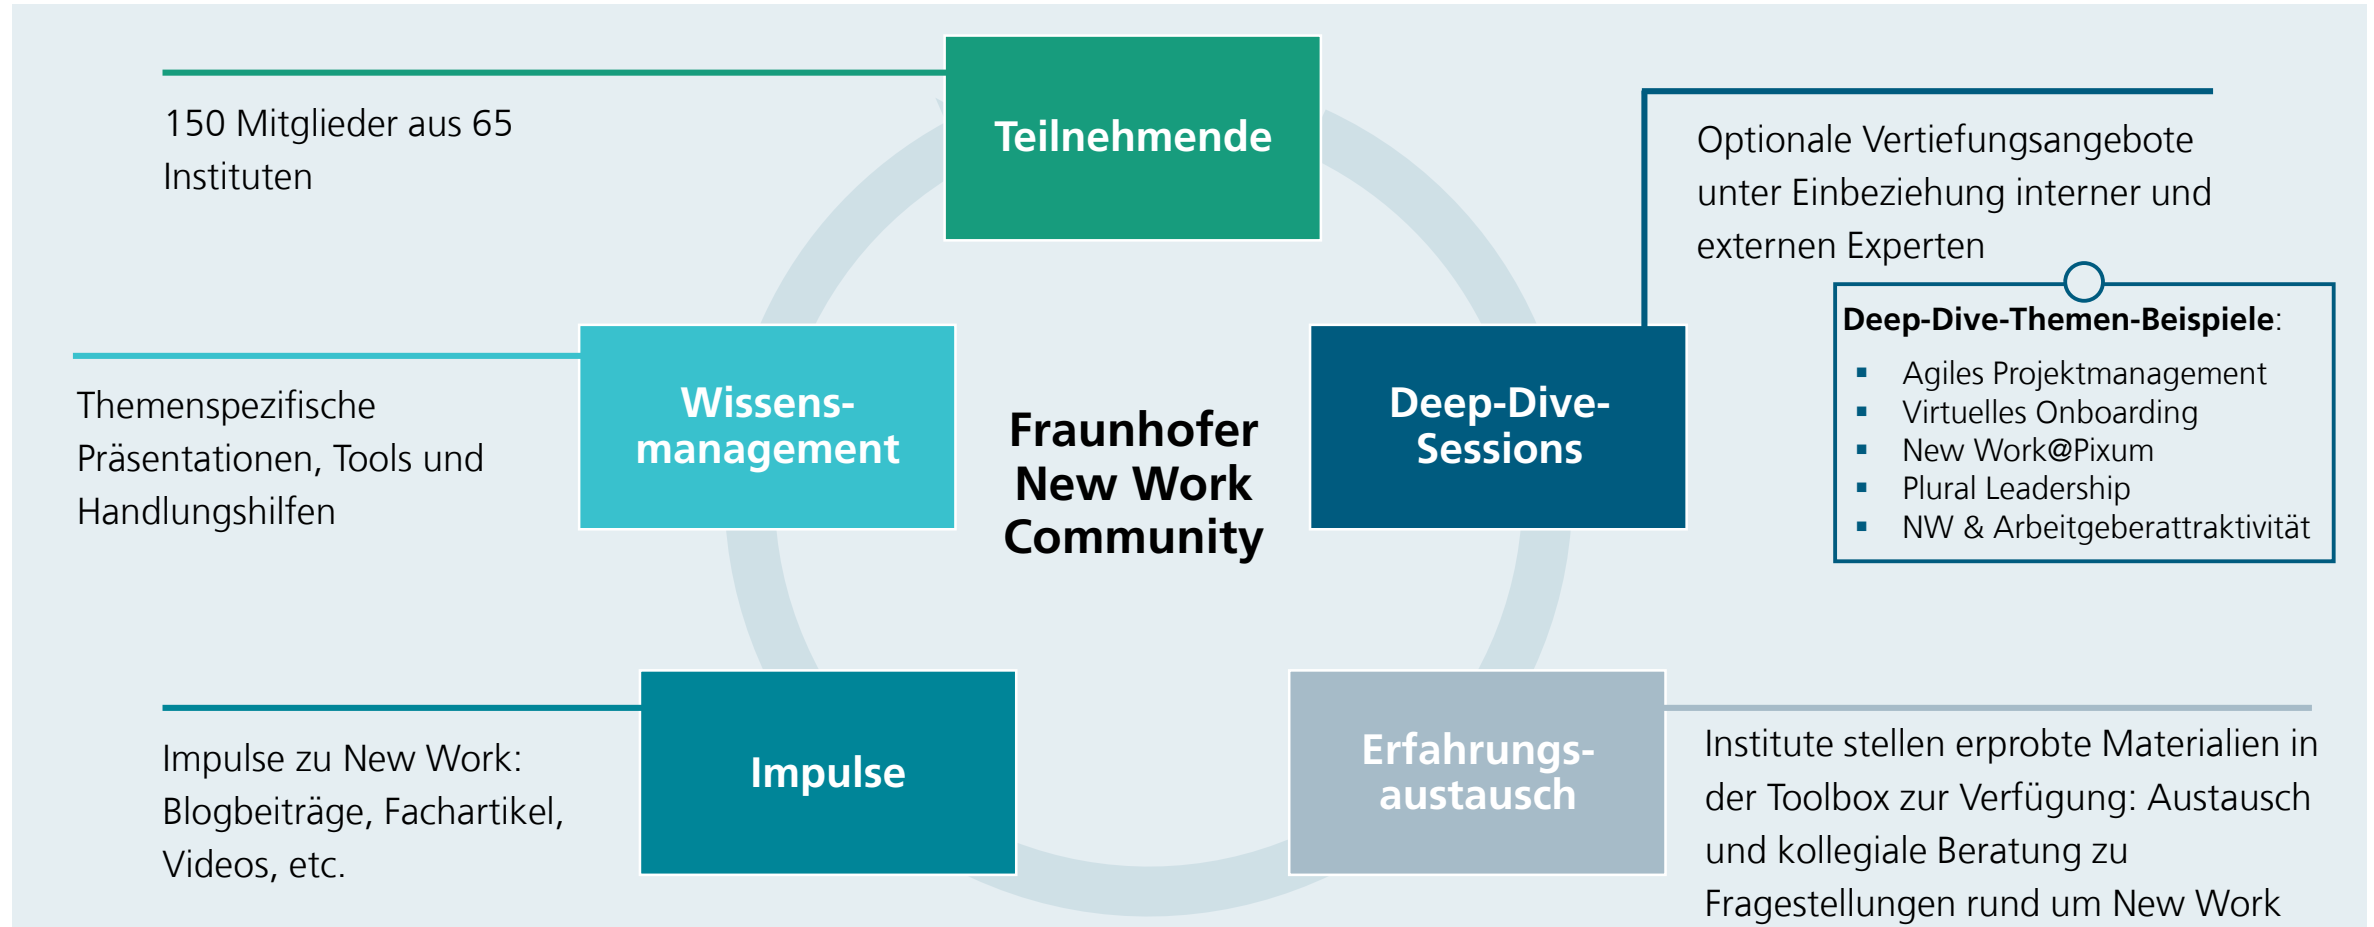 Teilnehmende
150 Mitglieder aus 65
Instituten
Optionale Vertiefungsangebote
unter Einbeziehung interner und
externen Experten
Deep-Dive-Themen-Beispiele:
▪ Agiles Projektmanagement
▪ Virtuelles Onboarding
▪ New Work@Pixum
▪ Plural Leadership
▪ NW & Arbeitgeberattraktivität
Wissens-
management
Themenspezifische
Präsentationen, Tools und
Handlungshilfen
Fraunhofer
New Work
Community
Deep-Dive-
Sessions
Impulse
Impulse zu New Work:
Blogbeiträge, Fachartikel,
Videos, etc.
Erfahrungs-
austausch
Institute stellen erprobte Materialien in
der Toolbox zur Verfügung: Austausch
und kollegiale Beratung zu
Fragestellungen rund um New Work